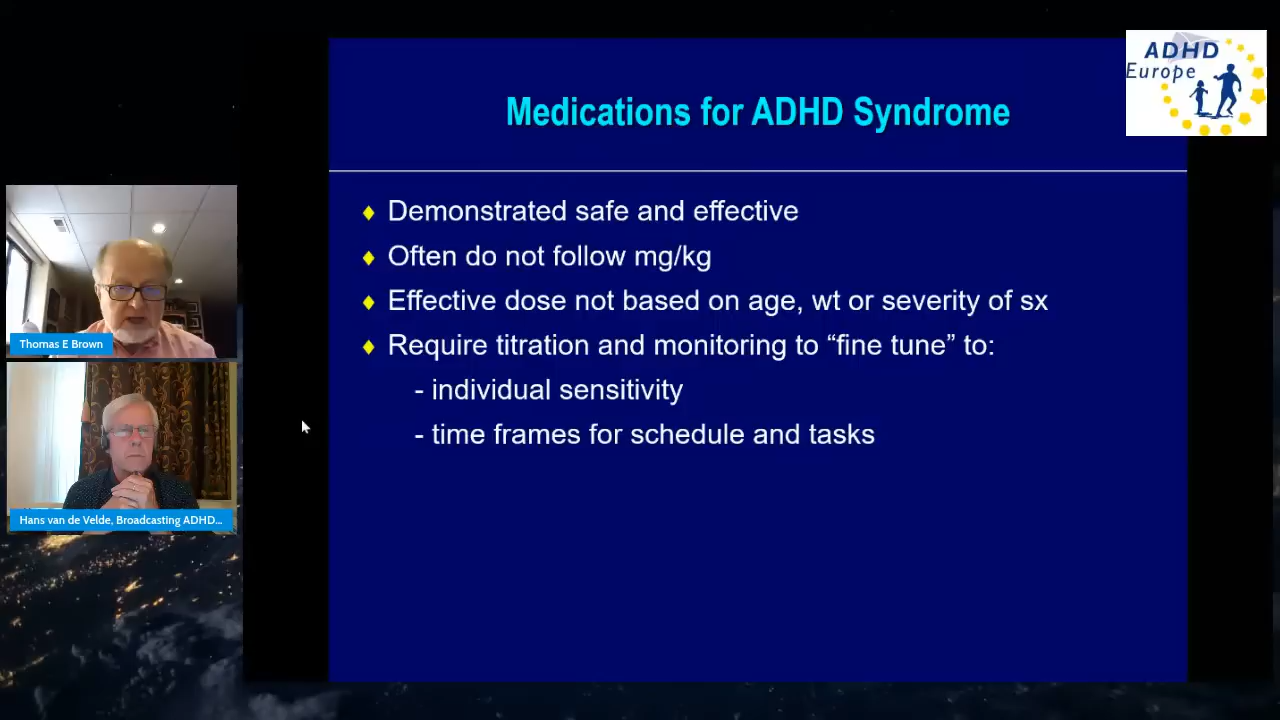 ADHD
Europe
Medications for ADHD Syndrome
Demonstrated safe and effective
Often do not follow mg/kg
Effective dose not based on age, wt or severity of sx
Require titration and monitoring to “fine tune” to:
- individual sensitivity
- time frames for schedule and tasks
Thomas E Brown
Hans van de Velde, Broadcasting ADHD...